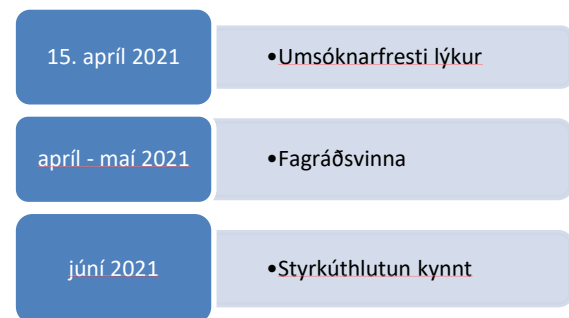 15. apríl 2021
•Umsóknarfresti lýkur
apríl - maí 2021
•Fagráðsvinna
júní 2021
•Styrkúthlutun kynnt